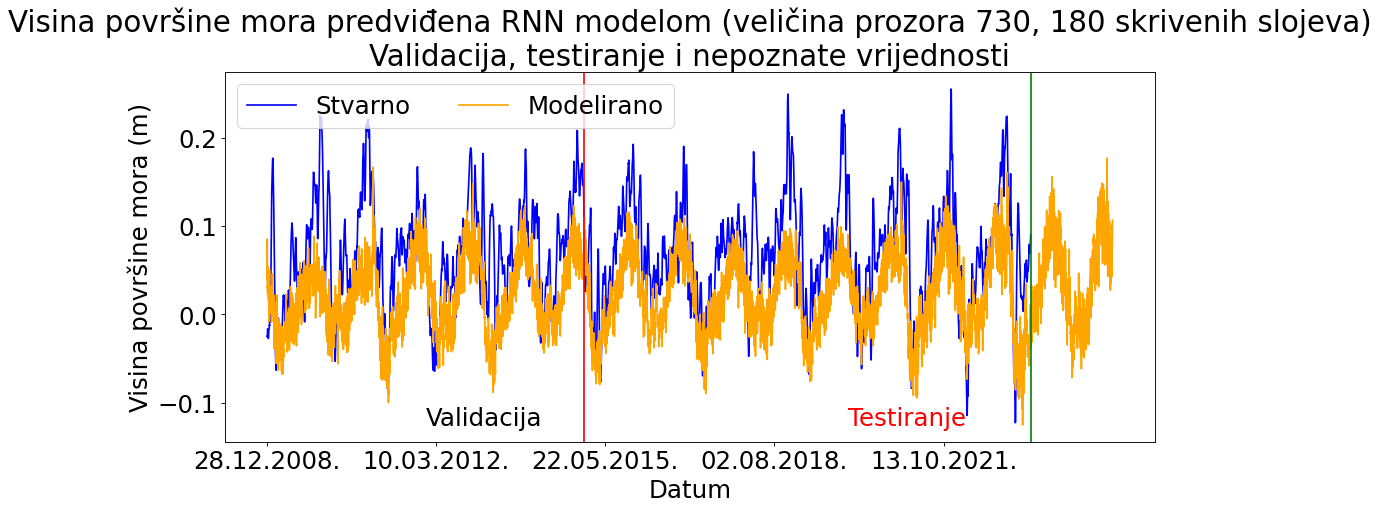 Visina površine mora predviđena RNN modelom (veličina prozora 730, 180 skrivenih slojeva)
Validacija, testiranje i nepoznate vrijednosti
Stvarno
Modelirano
Visina površine mora (m)
0.2
0.1
0.0
−0.1
Validacija
Testiranje
28.12.2008.
10.03.2012.
22.05.2015.
02.08.2018.
13.10.2021.
Datum